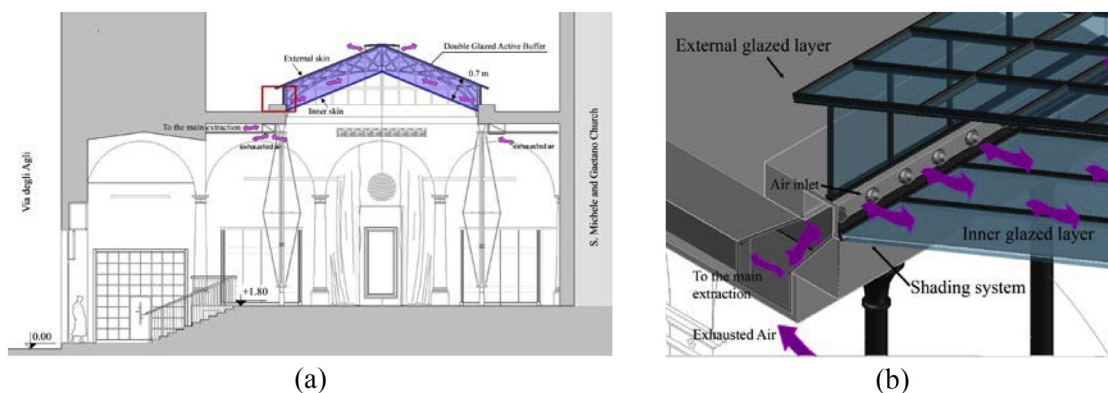 External skin
Double Glazed Active Buffer
0.7 m
Inner skin
To the main extraction
exhausted air
exhausted air
Via degli Agli
S. Michele and Gaetano Church
+1.80
0.00
(a)
External glazed layer
Air inlet
Inner glazed layer
To the main
extraction
Shading system
Exhausted Air
(b)